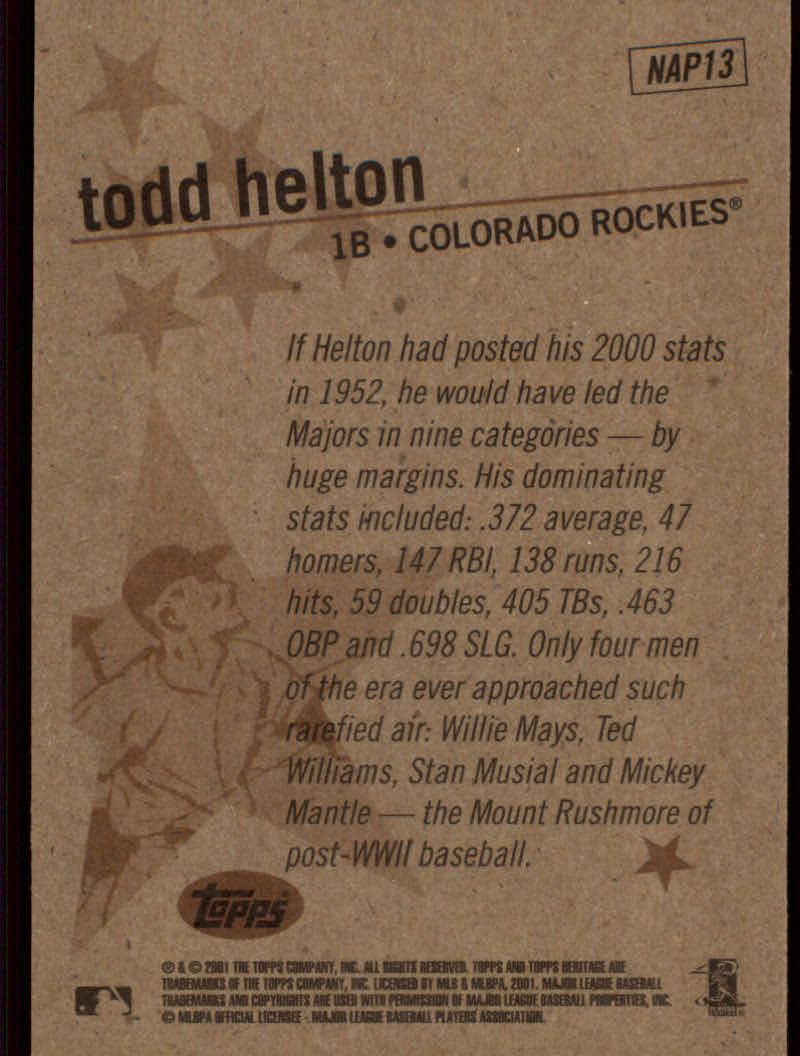 NAP13
todd helton
1B • COLORADO ROCKIES®
If Helton had posted his 2000 stats
in 1952, he would have led the
Majors in nine categories — by
huge margins. His dominating
stats included: .372 average, 47
homers, 147 RBI, 138 runs, 216
hits, 59 doubles, 405 TBs, .463
OBP and .698 SLG. Only four men
of the era ever approached such
rarefied air: Willie Mays, Ted
Williams, Stan Musial and Mickey
Mantle — the Mount Rushmore of
post-WWII baseball.
topps
® & © 2001 THE TOPPS COMPANY, INC. ALL RIGHTS RESERVED. TOPPS AND TOPPS HERITAGE ARE
TRADEMARKS OF THE TOPPS COMPANY, INC. LICENSED BY MLB & MLBPA, 2001. MAJOR LEAGUE BASEBALL
TRADEMARKS AND COPYRIGHTS ARE USED WITH PERMISSION OF MAJOR LEAGUE BASEBALL PROPERTIES, INC.
© MLBPA OFFICIAL LICENSEE - MAJOR LEAGUE BASEBALL PLAYERS ASSOCIATION.